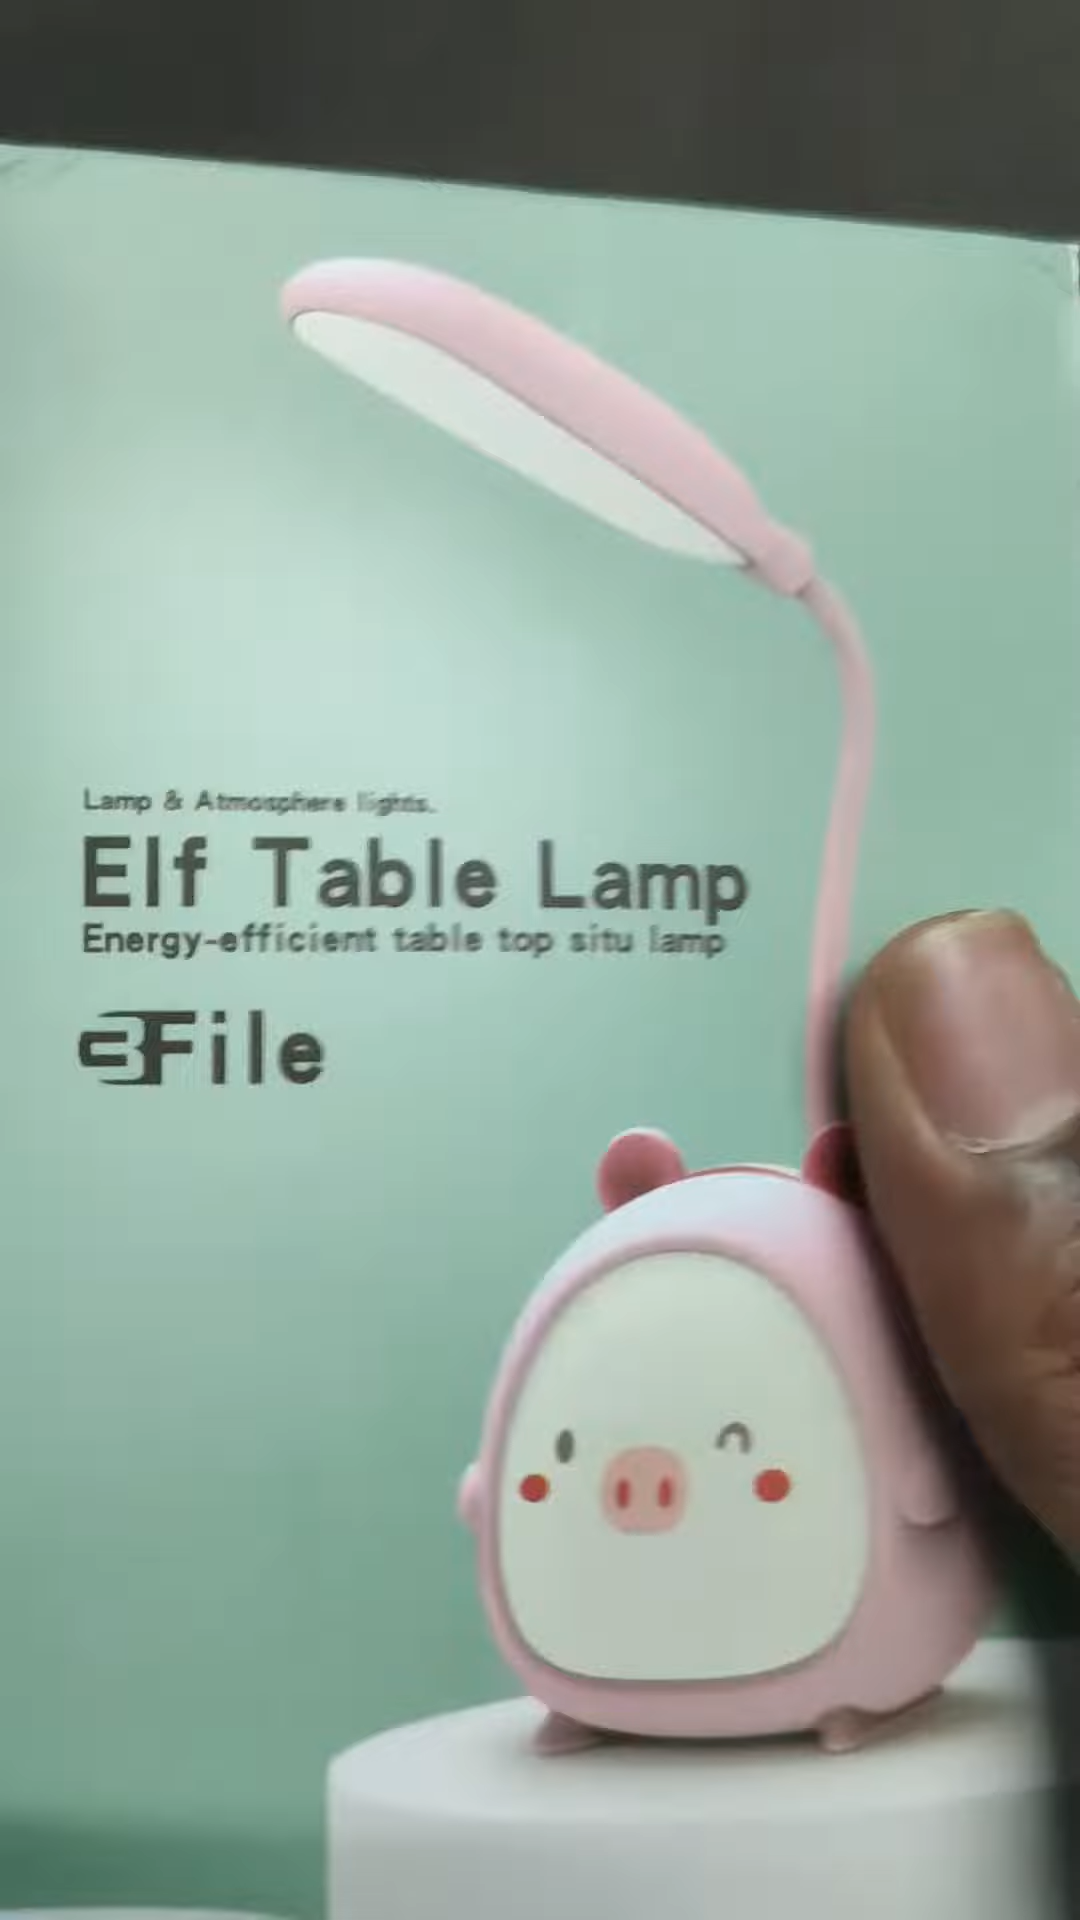 Lamp & Atmosphere lights.
Elf Table Lamp
Energy-efficient table top situ lamp
File